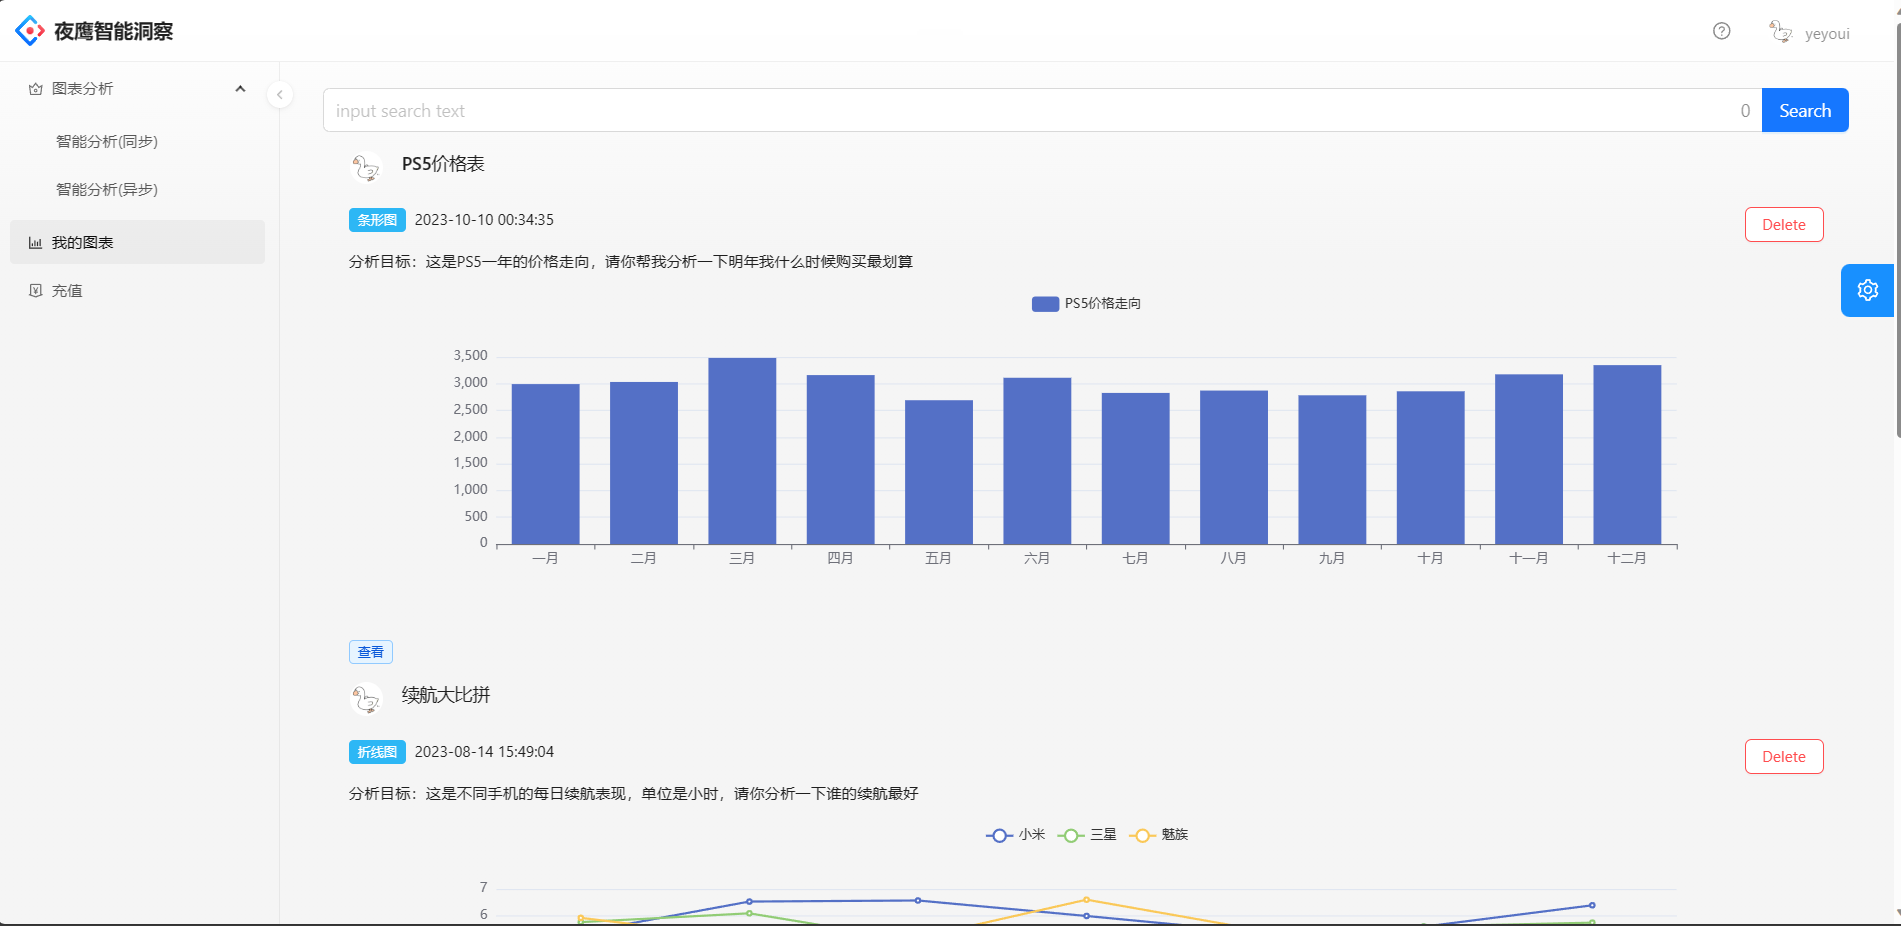 夜鹰智能洞察
yeyoui
图表分析
智能分析(同步)
智能分析(异步)
我的图表
充值
input search text
0
Search
PS5价格表
条形图 2023-10-10 00:34:35
Delete
分析目标：这是PS5一年的价格走向，请你帮我分析一下明年我什么时候购买最划算
PS5价格走向
3,500
3,000
2,500
2,000
1,500
1,000
500
0
一月 二月 三月 四月 五月 六月 七月 八月 九月 十月 十一月 十二月
查看
续航大比拼
折线图 2023-08-14 15:49:04
Delete
分析目标：这是不同手机的每日续航表现，单位是小时，请你分析一下谁的续航最好
小米 三星 魅族
7
6